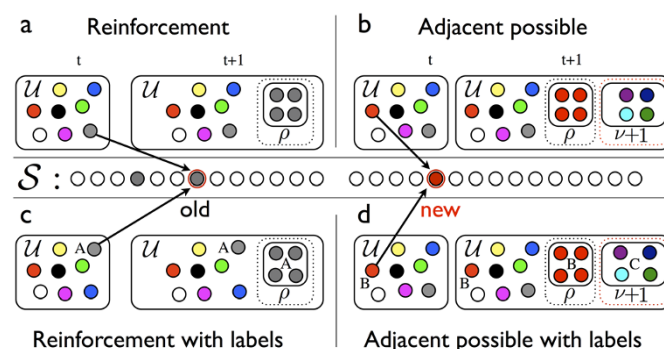 a Reinforcement b Adjacent possible
t t+1 t t+1
U U U U
ρ ρ ν+1
S :
old new
c d
U A U A U U
A B C
B B
ρ ρ ν+1
Reinforcement with labels Adjacent possible with labels